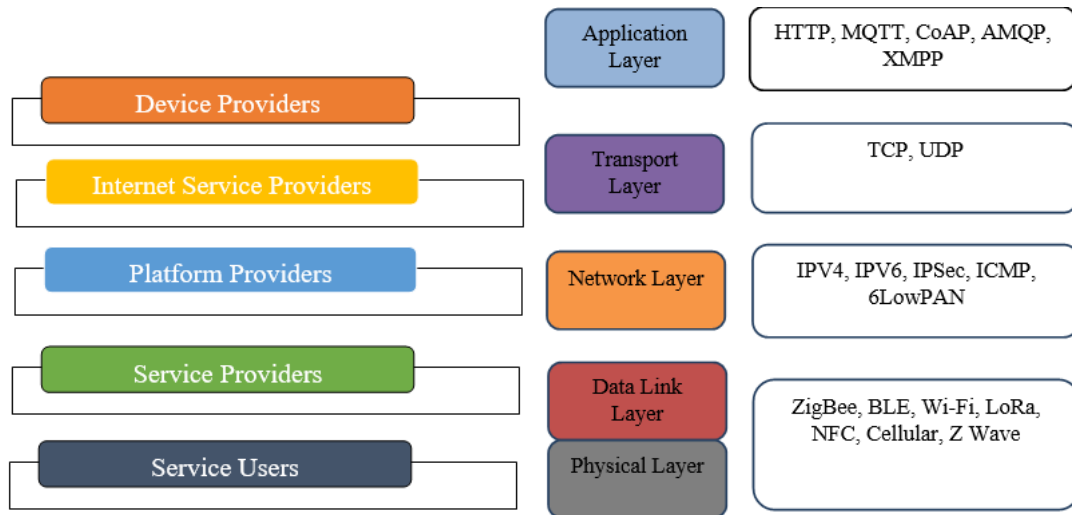 Device Providers
Internet Service Providers
Platform Providers
Service Providers
Service Users
Application
Layer
Transport
Layer
Network Layer
Data Link
Layer
Physical Layer
HTTP, MQTT, CoAP, AMQP,
XMPP
TCP, UDP
IPV4, IPV6, IPSec, ICMP,
6LowPAN
ZigBee, BLE, Wi-Fi, LoRa,
NFC, Cellular, Z Wave